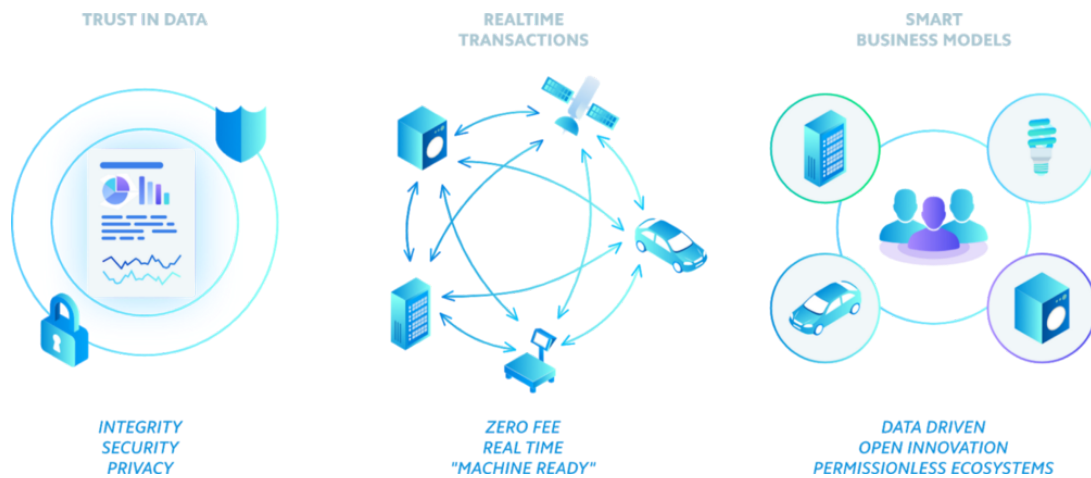 TRUST IN DATA
INTEGRITY
SECURITY
PRIVACY
REALTIME
TRANSACTIONS
ZERO FEE
REAL TIME
"MACHINE READY"
SMART
BUSINESS MODELS
DATA DRIVEN
OPEN INNOVATION
PERMISSIONLESS ECOSYSTEMS